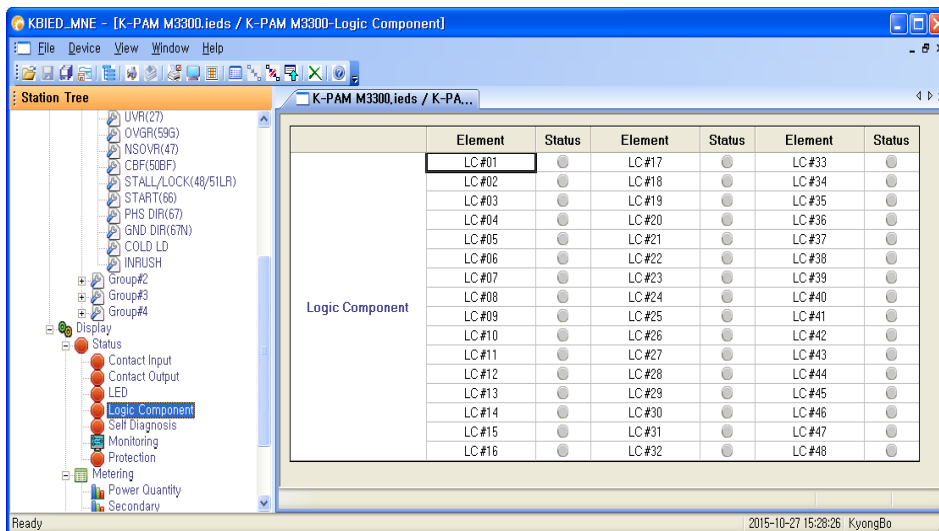 KBIED_MNE - [K-PAM M3300.ieds / K-PAM M3300-Logic Component]
File Device View Window Help
Station Tree
K-PAM M3300.ieds / K-PA...
UVR(27)
OVGR(59G)
NSOVR(47)
CBF(50BF)
STALL/LOCK(48/51LR)
START(66)
PHS DIR(67)
GND DIR(67N)
COLD LD
INRUSH
Group#2
Group#3
Group#4
Display
Status
Contact Input
Contact Output
LED
Logic Component
Self Diagnosis
Monitoring
Protection
Metering
Power Quantity
Secondary
Element Status Element Status Element Status
Logic Component
LC#01 LC#17 LC#33
LC#02 LC#18 LC#34
LC#03 LC#19 LC#35
LC#04 LC#20 LC#36
LC#05 LC#21 LC#37
LC#06 LC#22 LC#38
LC#07 LC#23 LC#39
LC#08 LC#24 LC#40
LC#09 LC#25 LC#41
LC#10 LC#26 LC#42
LC#11 LC#27 LC#43
LC#12 LC#28 LC#44
LC#13 LC#29 LC#45
LC#14 LC#30 LC#46
LC#15 LC#31 LC#47
LC#16 LC#32 LC#48
Ready 2015-10-27 15:28:26 KyongBo